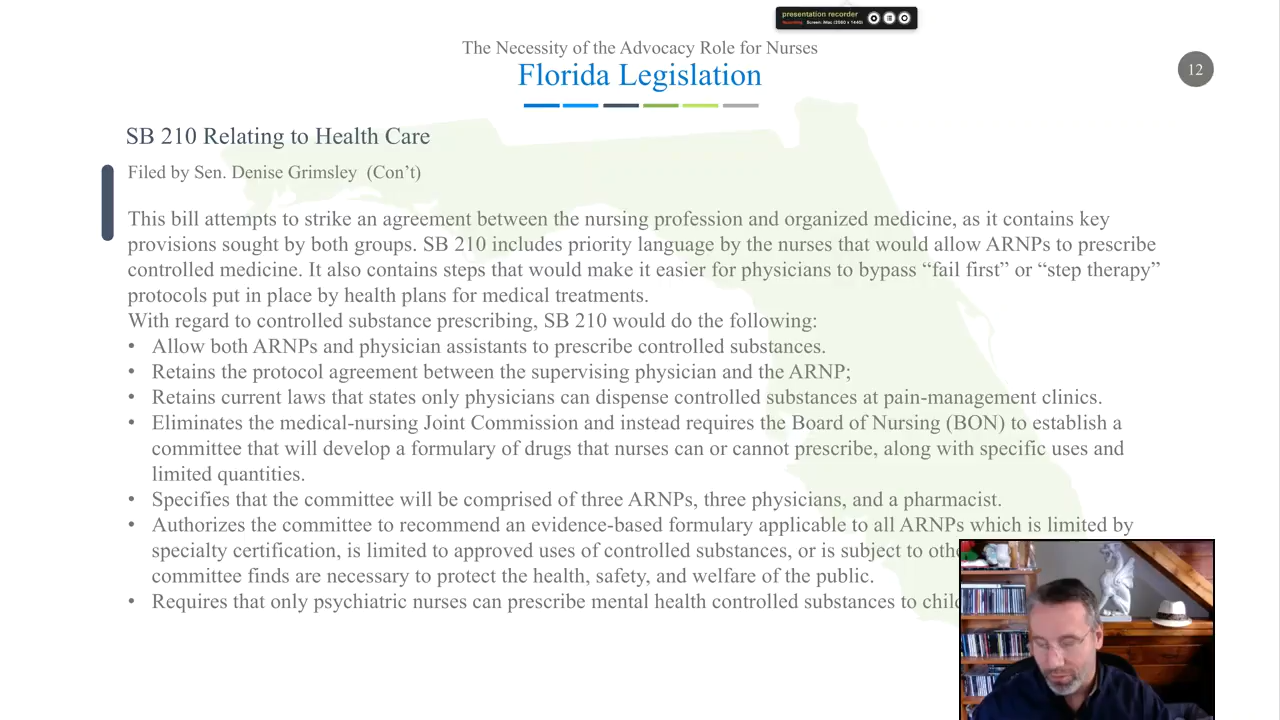 presentation recorder
Recording Screen: iMac (2560 x 1440)
The Necessity of the Advocacy Role for Nurses
Florida Legislation
12
SB 210 Relating to Health Care
Filed by Sen. Denise Grimsley (Con’t)
This bill attempts to strike an agreement between the nursing profession and organized medicine, as it contains key
provisions sought by both groups. SB 210 includes priority language by the nurses that would allow ARNPs to prescribe
controlled medicine. It also contains steps that would make it easier for physicians to bypass “fail first” or “step therapy”
protocols put in place by health plans for medical treatments.
With regard to controlled substance prescribing, SB 210 would do the following:
• Allow both ARNPs and physician assistants to prescribe controlled substances.
• Retains the protocol agreement between the supervising physician and the ARNP;
• Retains current laws that states only physicians can dispense controlled substances at pain-management clinics.
• Eliminates the medical-nursing Joint Commission and instead requires the Board of Nursing (BON) to establish a
committee that will develop a formulary of drugs that nurses can or cannot prescribe, along with specific uses and
limited quantities.
• Specifies that the committee will be comprised of three ARNPs, three physicians, and a pharmacist.
• Authorizes the committee to recommend an evidence-based formulary applicable to all ARNPs which is limited by
specialty certification, is limited to approved uses of controlled substances, or is subject to
committee finds are necessary to protect the health, safety, and welfare of the public.
• Requires that only psychiatric nurses can prescribe mental health controlled substances to